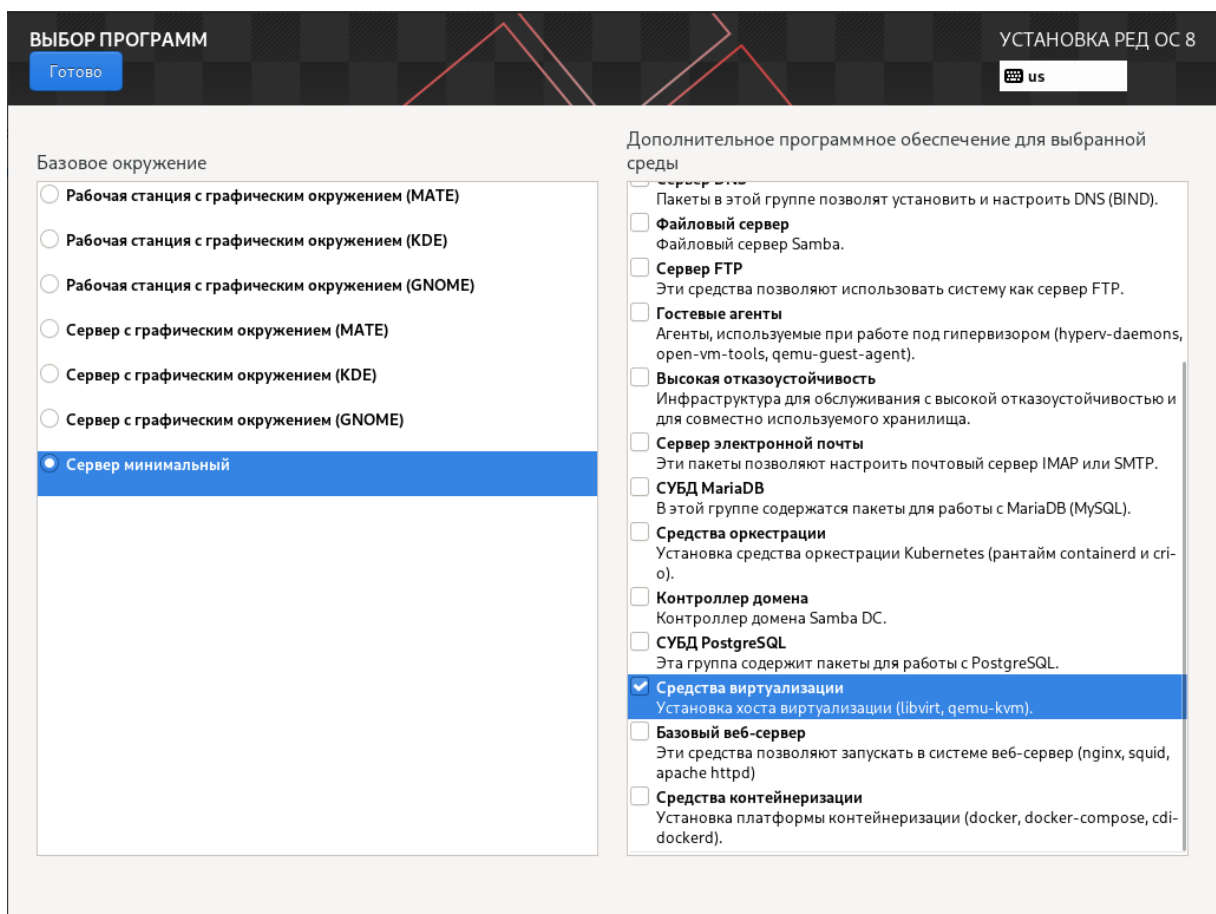 ВЫБОР ПРОГРАММ
Готово
УСТАНОВКА РЕД ОС 8
us
Базовое окружение
Рабочая станция с графическим окружением (MATE)
Рабочая станция с графическим окружением (KDE)
Рабочая станция с графическим окружением (GNOME)
Сервер с графическим окружением (MATE)
Сервер с графическим окружением (KDE)
Сервер с графическим окружением (GNOME)
Сервер минимальный
Дополнительное программное обеспечение для выбранной
среды
Сервер DNS
Пакеты в этой группе позволят установить и настроить DNS (BIND).
Файловый сервер
Файловый сервер Samba.
Сервер FTP
Эти средства позволяют использовать систему как сервер FTP.
Гостевые агенты
Агенты, используемые при работе под гипервизором (hyperv-daemons,
open-vm-tools, qemu-guest-agent).
Высокая отказоустойчивость
Инфраструктура для обслуживания с высокой отказоустойчивостью и
для совместно используемого хранилища.
Сервер электронной почты
Эти пакеты позволяют настроить почтовый сервер IMAP или SMTP.
СУБД MariaDB
В этой группе содержатся пакеты для работы с MariaDB (MySQL).
Средства оркестрации
Установка средства оркестрации Kubernetes (рантайм containerd и cri-
o).
Контроллер домена
Контроллер домена Samba DC.
СУБД PostgreSQL
Эта группа содержит пакеты для работы с PostgreSQL.
Средства виртуализации
Установка хоста виртуализации (libvirt, qemu-kvm).
Базовый веб-сервер
Эти средства позволяют запускать в системе веб-сервер (nginx, squid,
apache httpd)
Средства контейнеризации
Установка платформы контейнеризации (docker, docker-compose, cdi-
dockerd).